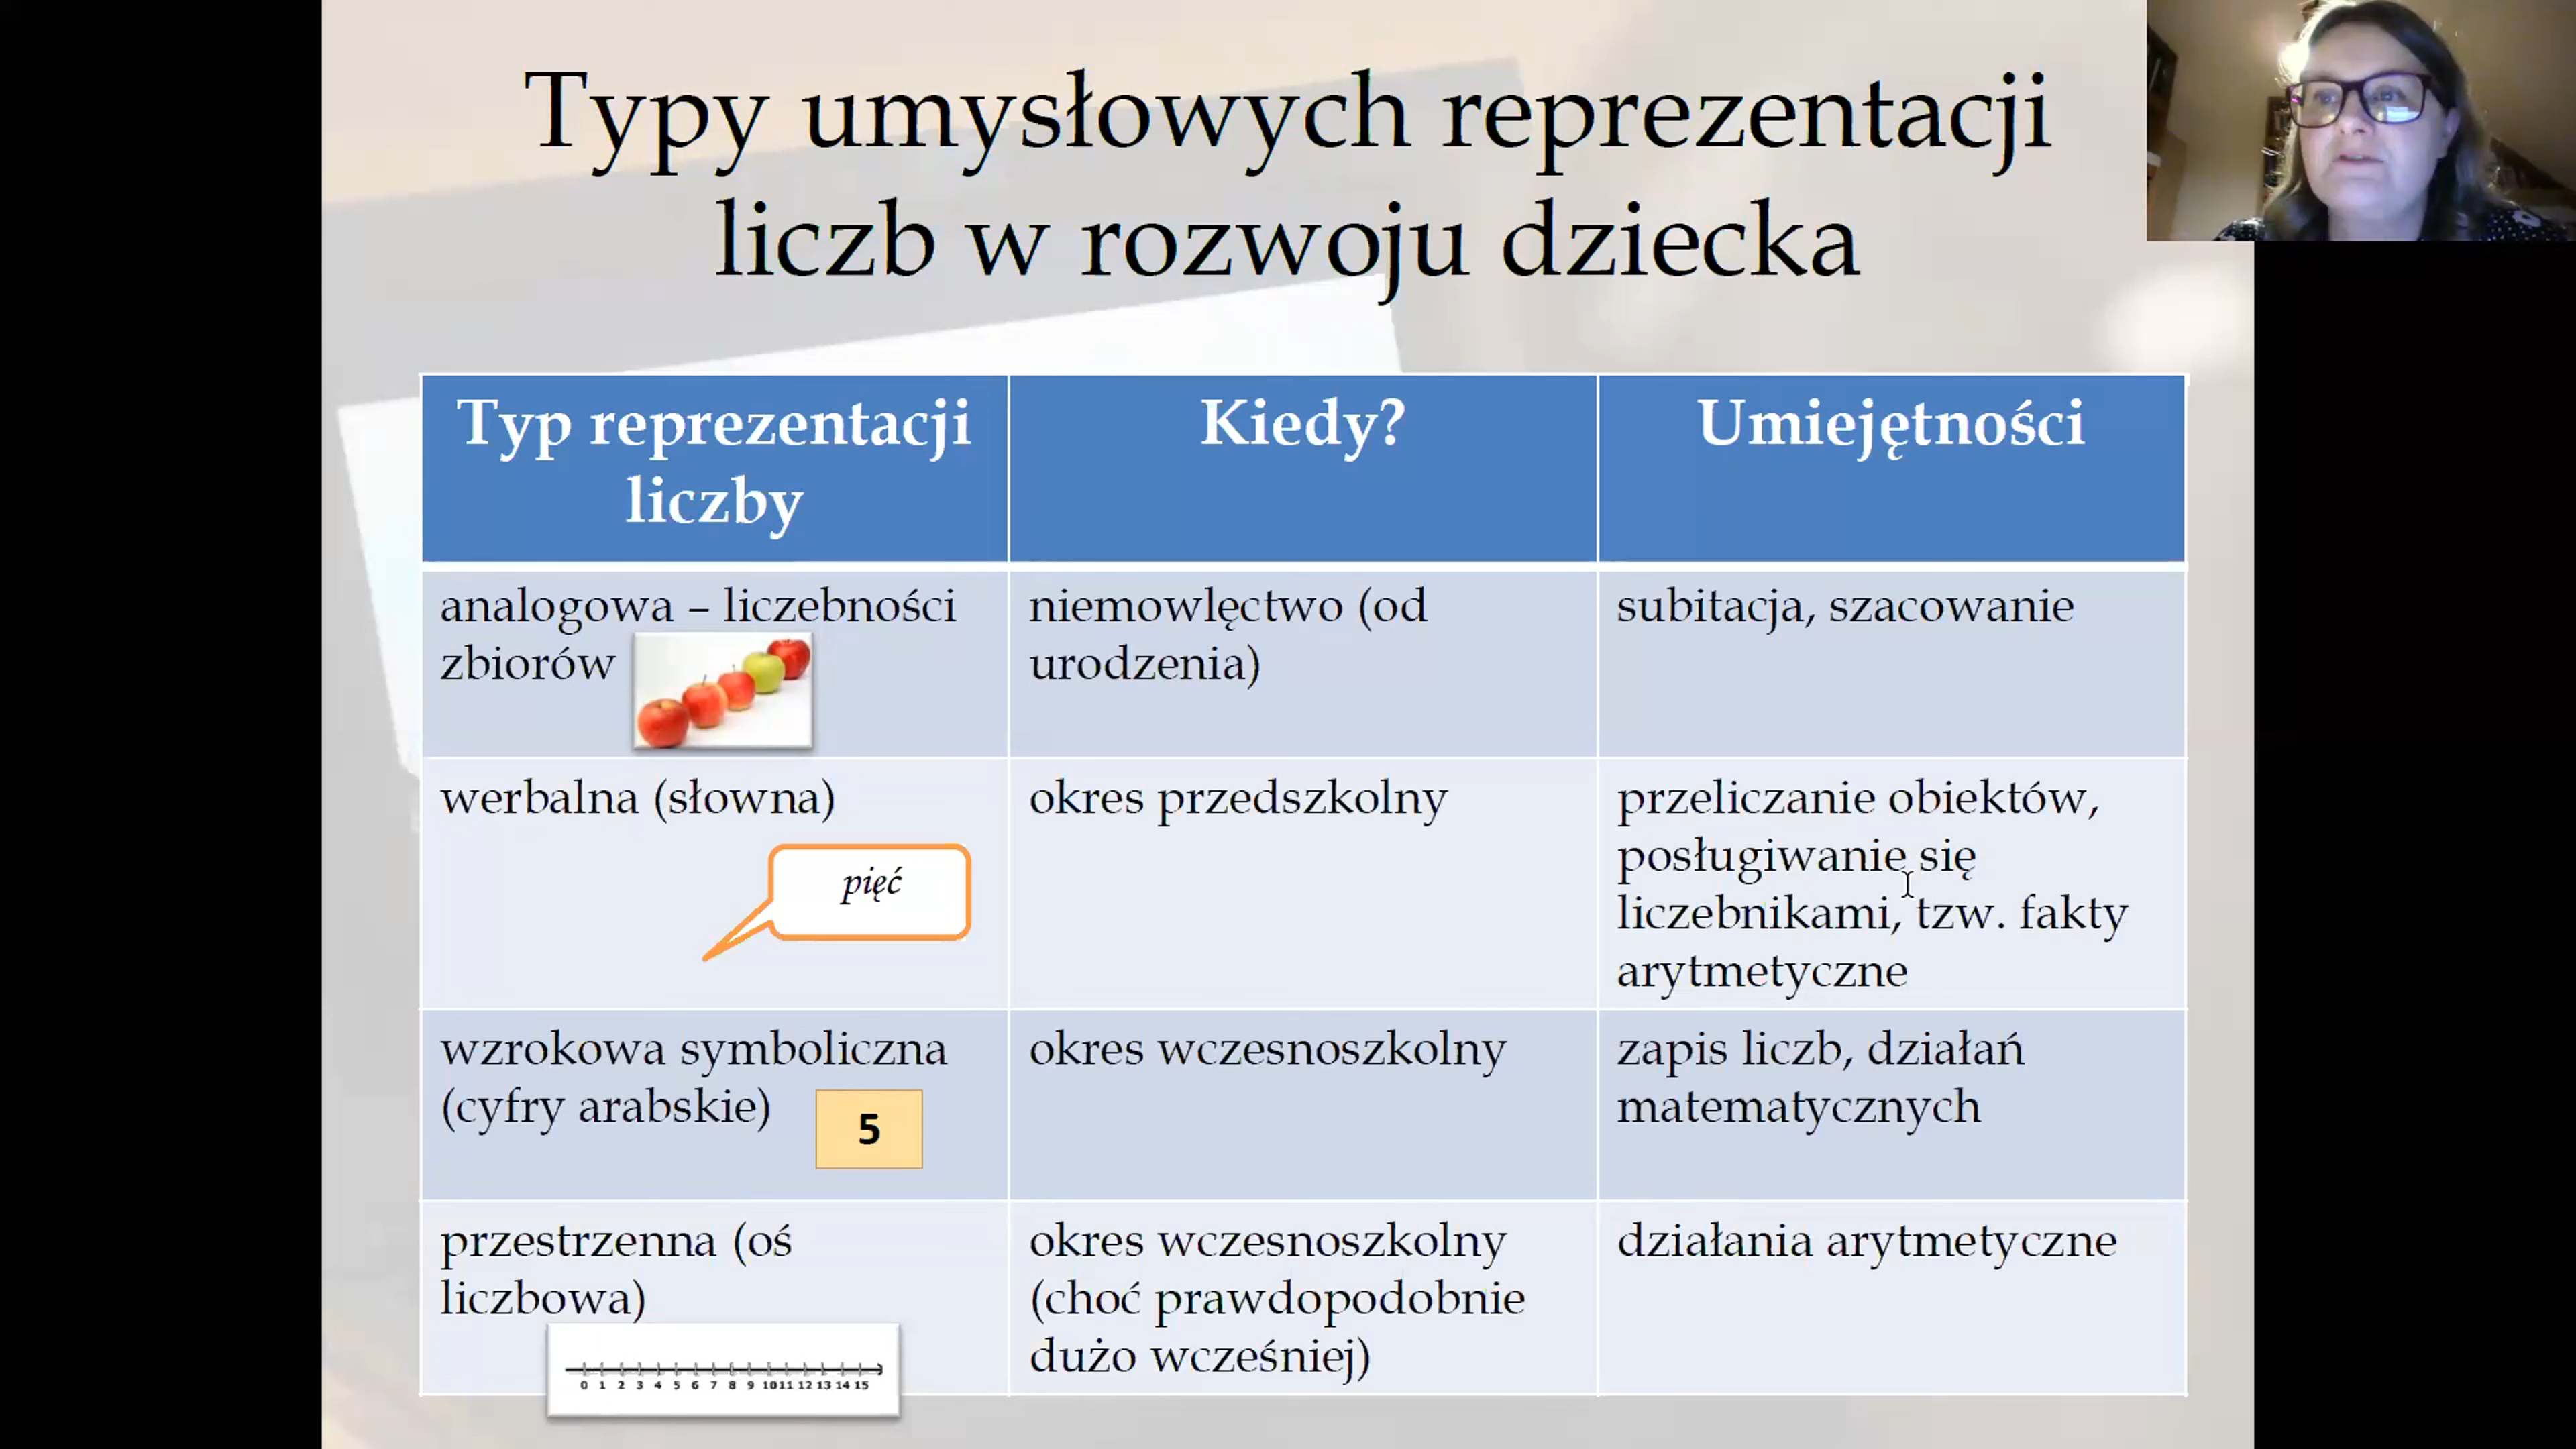 Typy umysłowych reprezentacji
liczb w rozwoju dziecka
Typ reprezentacji
liczby
Kiedy?
Umiejętności
analogowa – liczebności
zbiorów
niemowlęctwo (od
urodzenia)
subitacja, szacowanie
werbalna (słowna)
pięć
okres przedszkolny
przeliczanie obiektów,
posługiwanie się
liczebnikami, tzw. fakty
arytmetyczne
wzrokowa symboliczna
(cyfry arabskie)
5
okres wczesnoszkolny
zapis liczb, działań
matematycznych
przestrzenna (oś
liczbowa)
0 1 2 3 4 5 6 7 8 9 10 11 12 13 14 15
okres wczesnoszkolny
(choć prawdopodobnie
dużo wcześniej)
działania arytmetyczne